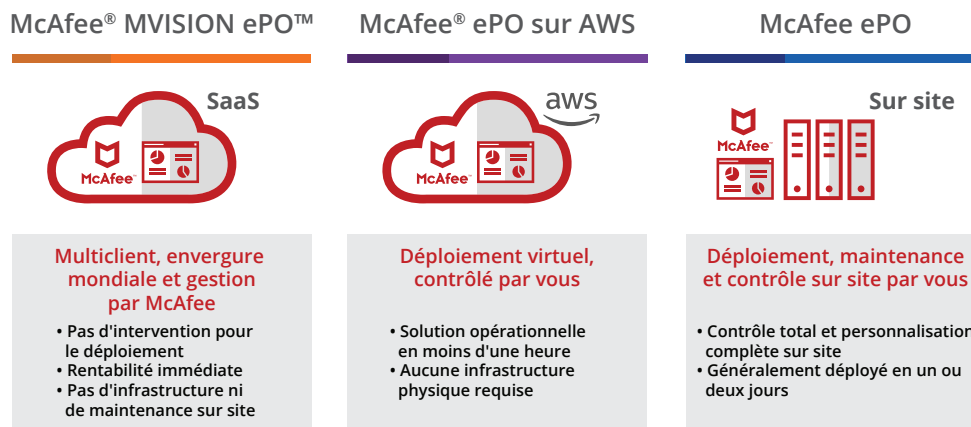 McAfee® MVISION ePO™
SaaS
McAfee™
Multiclient, envergure
mondiale et gestion
par McAfee
• Pas d'intervention pour
le déploiement
• Rentabilité immédiate
• Pas d'infrastructure ni
de maintenance sur site
McAfee® ePO sur AWS
aws
McAfee™
Déploiement virtuel,
contrôlé par vous
• Solution opérationnelle
en moins d'une heure
• Aucune infrastructure
physique requise
McAfee ePO
Sur site
McAfee™
Déploiement, maintenance
et contrôle sur site par vous
• Contrôle total et personnalisation
complète sur site
• Généralement déployé en un ou
deux jours